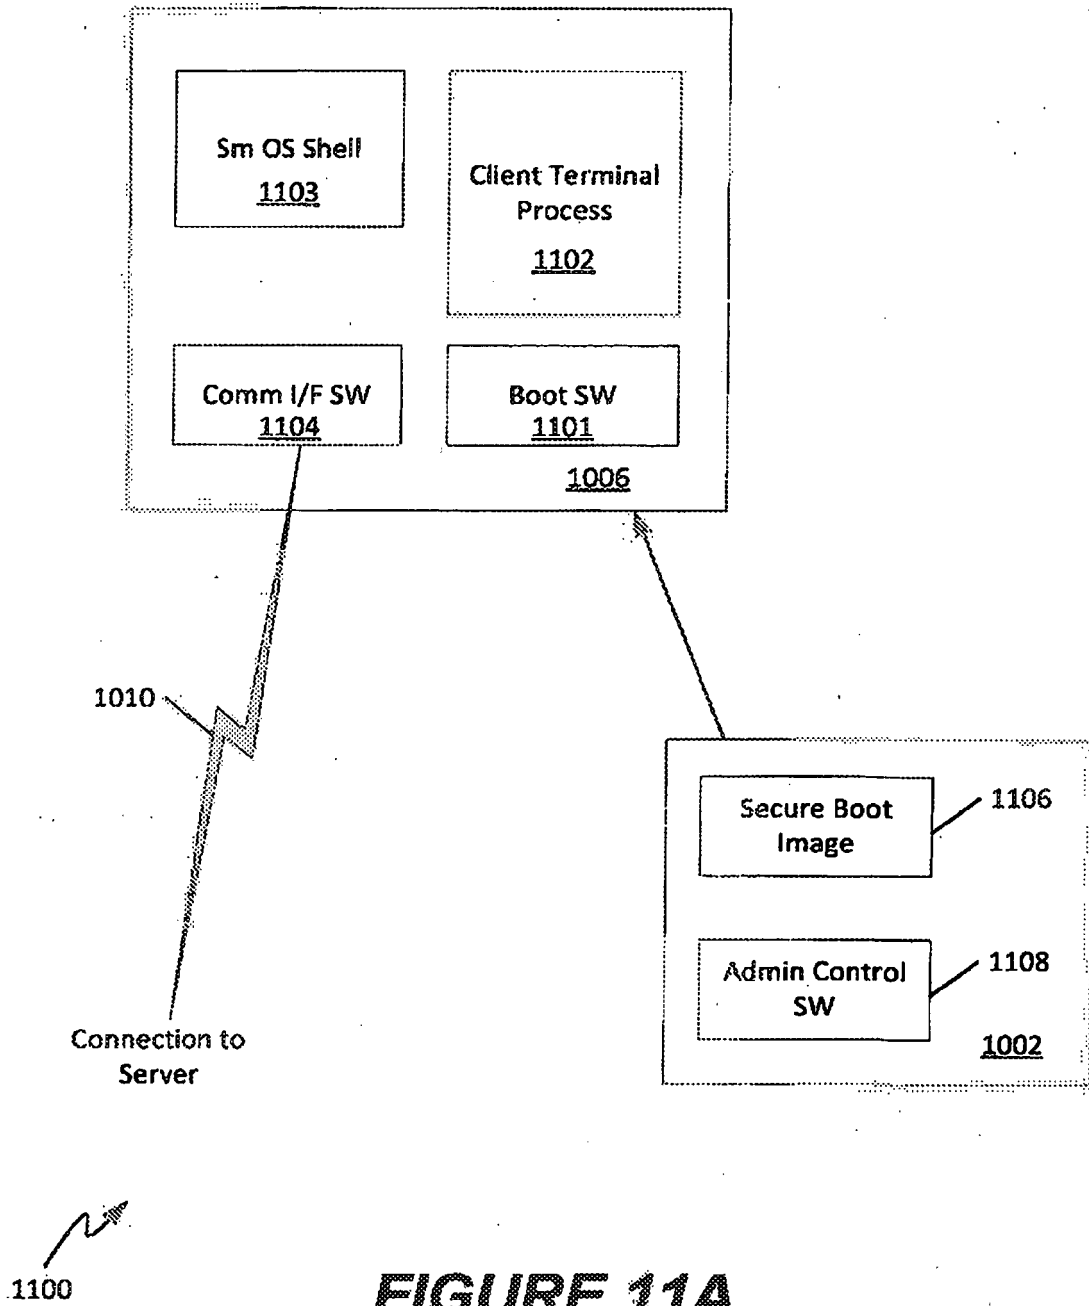 Sm OS Shell
1103
Client Terminal
Process
1102
Comm I/F SW
1104
Boot SW
1101
1006
1010
Secure Boot
Image
1106
Admin Control
SW
1108
1002
Connection to
Server
1100
FIGURE 11A